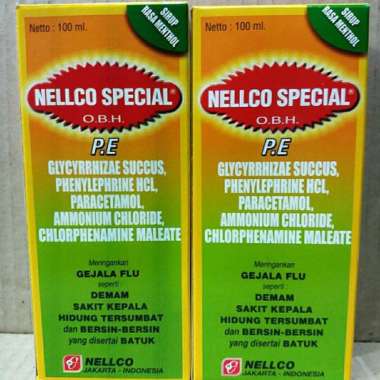 Netto : 100 ml.
SIROP
RASA MENTHOL
NELLCO SPECIAL®
O.B.H.
P.E
GLYCYRRHIZAE SUCCUS,
PHENYLEPHRINE HCL,
PARACETAMOL,
AMMONIUM CHLORIDE,
CHLORPHENAMINE MALEATE
Meringankan
GEJALA FLU
seperti
DEMAM
SAKIT KEPALA
HIDUNG TERSUMBAT
dan BERSIN-BERSIN
yang disertai BATUK
NELLCO
JAKARTA - INDONESIA
Netto : 100 ml.
SIROP
RASA MENTHOL
NELLCO SPECIAL®
O.B.H.
P.E
GLYCYRRHIZAE SUCCUS,
PHENYLEPHRINE HCL,
PARACETAMOL,
AMMONIUM CHLORIDE,
CHLORPHENAMINE MALEATE
Meringankan
GEJALA FLU
seperti
DEMAM
SAKIT KEPALA
HIDUNG TERSUMBAT
dan BERSIN-BERSIN
yang disertai BATUK
NELLCO
JAKARTA - INDONESIA